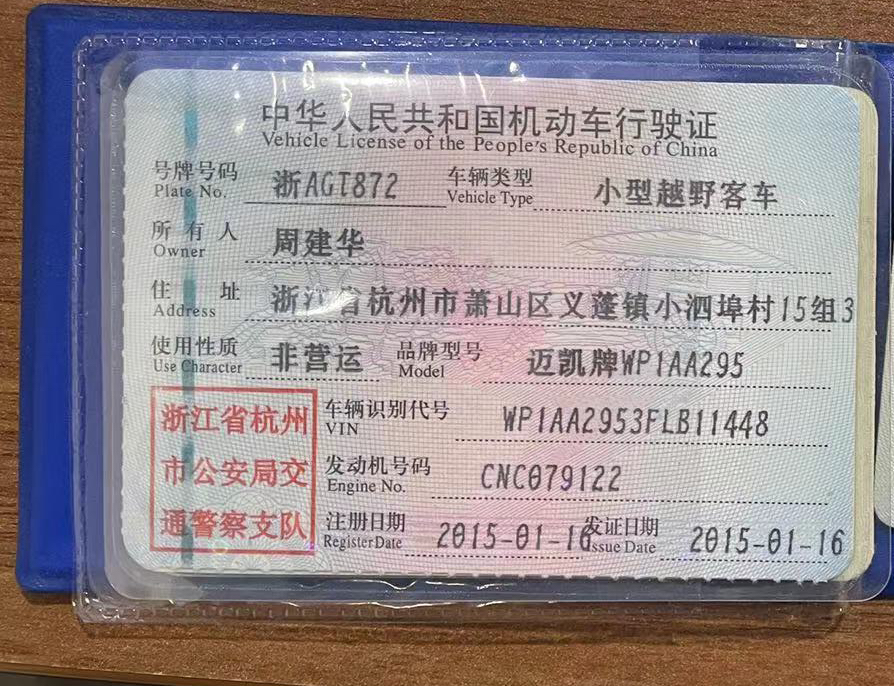 中华人民共和国机动车行驶证
Vehicle License of the People's Republic of China
号牌号码 浙AGT872 车辆类型 小型越野客车
Plate No. Vehicle Type
所有人 周建华
Owner
住址 浙江省杭州市萧山区义蓬镇小泗埠村15组3
Address
使用性质 非营运 品牌型号 迈凯牌WP1AA295
Use Character Model
浙江省杭州
市公安局交
通警察支队
车辆识别代号 WP1AA2953FLB11448
VIN
发动机号码 CNC079122
Engine No.
注册日期 2015-01-16 发证日期 2015-01-16
Register Date Issue Date